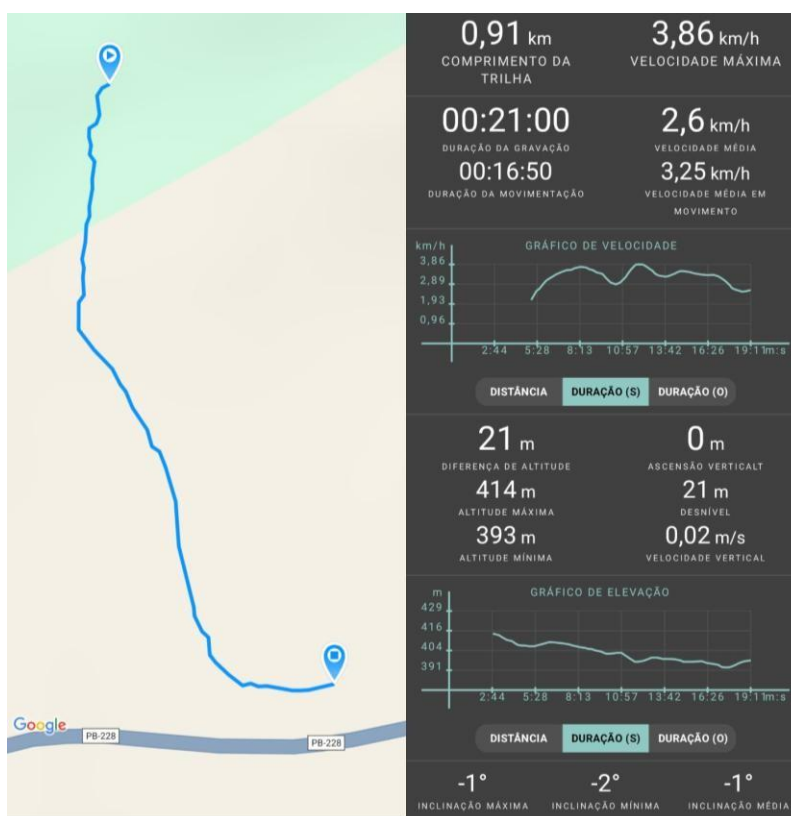 0,91 km
COMPRIMENTO DA
TRILHA
3,86 km/h
VELOCIDADE MÁXIMA
00:21:00
DURAÇÃO DA GRAVAÇÃO
2,6 km/h
VELOCIDADE MÉDIA
00:16:50
DURAÇÃO DA MOVIMENTAÇÃO
3,25 km/h
VELOCIDADE MÉDIA EM
MOVIMENTO
km/h
GRÁFICO DE VELOCIDADE
3,86
2,89
1,93
0,96
2:44 5:28 8:13 10:57 13:42 16:26 19:11m:s
DISTÂNCIA DURAÇÃO (S) DURAÇÃO (O)
21 m
DIFERENÇA DE ALTITUDE
0 m
ASCENSÃO VERTICALT
414 m
ALTITUDE MÁXIMA
21 m
DESNÍVEL
393 m
ALTITUDE MÍNIMA
0,02 m/s
VELOCIDADE VERTICAL
m
GRÁFICO DE ELEVAÇÃO
429
416
404
391
2:44 5:28 8:13 10:57 13:42 16:26 19:11m:s
DISTÂNCIA DURAÇÃO (S) DURAÇÃO (O)
-1°
INCLINAÇÃO MÁXIMA
-2°
INCLINAÇÃO MÍNIMA
-1°
INCLINAÇÃO MÉDIA
Google
PB-228
PB-228